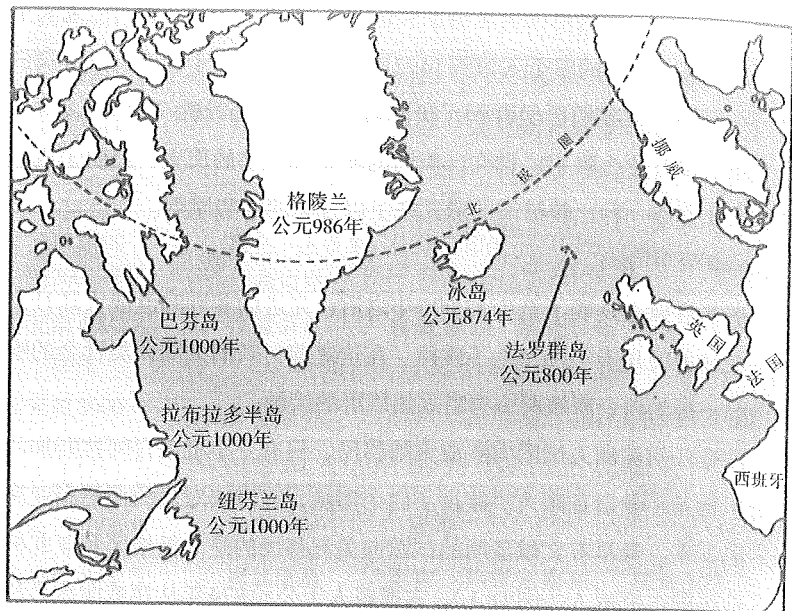 挪威
北极圈
格陵兰
公元986年
冰岛
公元874年
巴芬岛
公元1000年
英国
法罗群岛
公元800年
法国
拉布拉多半岛
公元1000年
西班牙
纽芬兰岛
公元1000年